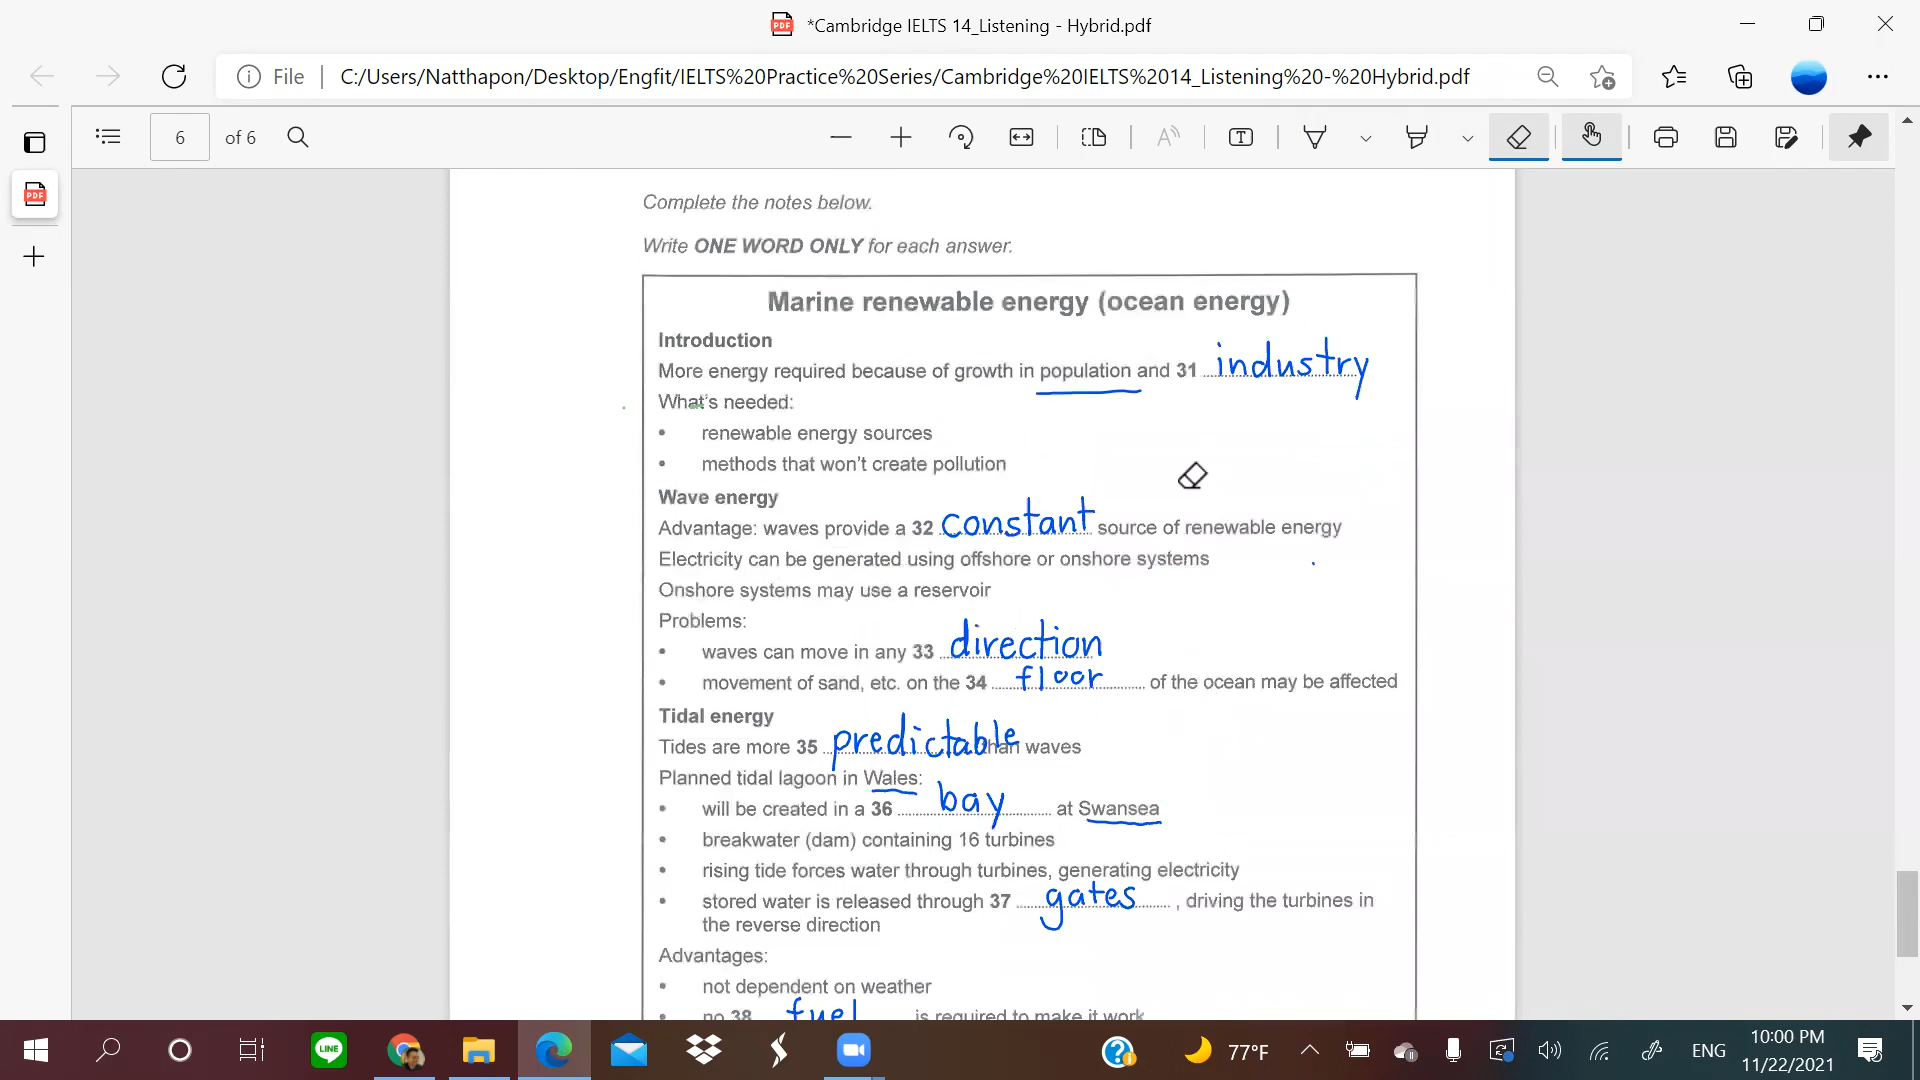 *Cambridge IELTS 14_Listening - Hybrid.pdf
File | C:/Users/Natthapon/Desktop/Engfit/IELTS%20Practice%20Series/Cambridge%20IELTS%2014_Listening%20-%20Hybrid.pdf
6 of 6
Complete the notes below.
Write ONE WORD ONLY for each answer.
Marine renewable energy (ocean energy)
Introduction
More energy required because of growth in population and 31 industry
What's needed:
• renewable energy sources
• methods that won't create pollution
Wave energy
Advantage: waves provide a 32 constant source of renewable energy
Electricity can be generated using offshore or onshore systems
Onshore systems may use a reservoir
Problems:
• waves can move in any 33 direction
• movement of sand, etc. on the 34 floor of the ocean may be affected
Tidal energy
Tides are more 35 predictable than waves
Planned tidal lagoon in Wales:
• will be created in a 36 bay at Swansea
• breakwater (dam) containing 16 turbines
• rising tide forces water through turbines, generating electricity
• stored water is released through 37 gates, driving the turbines in
the reverse direction
Advantages:
• not dependent on weather
• no 38 fuel is required to make it work
LINE
77°F
ENG
10:00 PM
11/22/2021